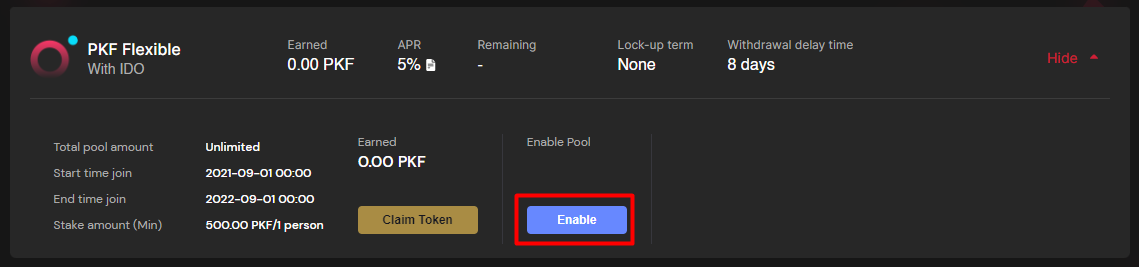 PKF Flexible
With IDO
Earned
0.00 PKF
APR
5%
Remaining
-
Lock-up term
None
Withdrawal delay time
8 days
Hide
Total pool amount Unlimited
Start time join 2021-09-01 00:00
End time join 2022-09-01 00:00
Stake amount (Min) 500.00 PKF/1 person
Earned
0.00 PKF
Claim Token
Enable Pool
Enable